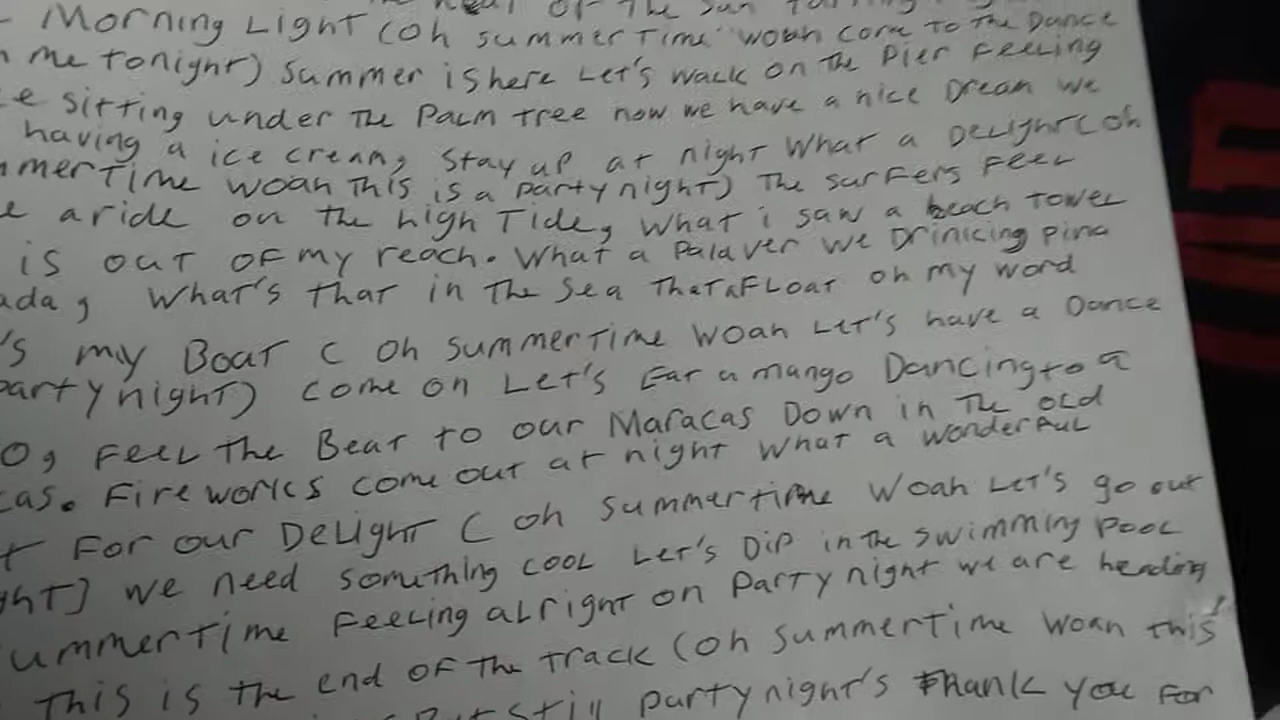 OF The Sun
Morning Light (oh summerTime woah come to The Dance
me tonight) Summer is here Let's walk on The Pier Feeling
sitting under The Palm tree now we have a nice Dream we
having a ice cream, Stay up at night What a Delight (oh
mmerTime woah This is a party night) The surfers Feel
a ride on the high Tide, What i saw a beach Towel
is out OF my reach. What a Palaver we Drinking pina
ada, What's that in The Sea That a FLoat oh my word
's my Boat ( oh summerTime woah Let's have a Dance
party night) come on Let's Eat a mango Dancing to a
o, FeeL the Beat to our Maracas Down in The old
cas. Fireworks come out at night What a wonderFuL
t For our Delight ( oh summertime Woah Let's go out
ght) we need something cool Let's Dip in the swimming pool
ummerTime Feeling alright on Party night we are heading
This is the end of The Track (oh summertime woah this
But still party night's Thank you For